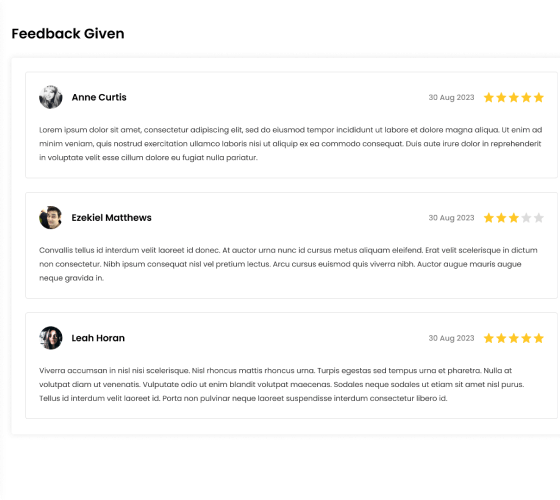 Feedback Given
Anne Curtis
30 Aug 2023
Lorem ipsum dolor sit amet, consectetur adipiscing elit, sed do eiusmod tempor incididunt ut labore et dolore magna aliqua. Ut enim ad
minim veniam, quis nostrud exercitation ullamco laboris nisi ut aliquip ex ea commodo consequat. Duis aute irure dolor in reprehenderit
in voluptate velit esse cillum dolore eu fugiat nulla pariatur.
Ezekiel Matthews
30 Aug 2023
Convallis tellus id interdum velit laoreet id donec. At auctor urna nunc id cursus metus aliquam eleifend. Erat velit scelerisque in dictum
non consectetur. Nibh ipsum consequat nisl vel pretium lectus. Arcu cursus euismod quis viverra nibh. Auctor augue mauris augue
neque gravida in.
Leah Horan
30 Aug 2023
Viverra accumsan in nisl nisi scelerisque. Nisl rhoncus mattis rhoncus urna. Turpis egestas sed tempus urna et pharetra. Nulla at
volutpat diam ut venenatis. Vulputate odio ut enim blandit volutpat maecenas. Sodales neque sodales ut etiam sit amet nisl purus.
Tellus id interdum velit laoreet id. Porta non pulvinar neque laoreet suspendisse interdum consectetur libero id.